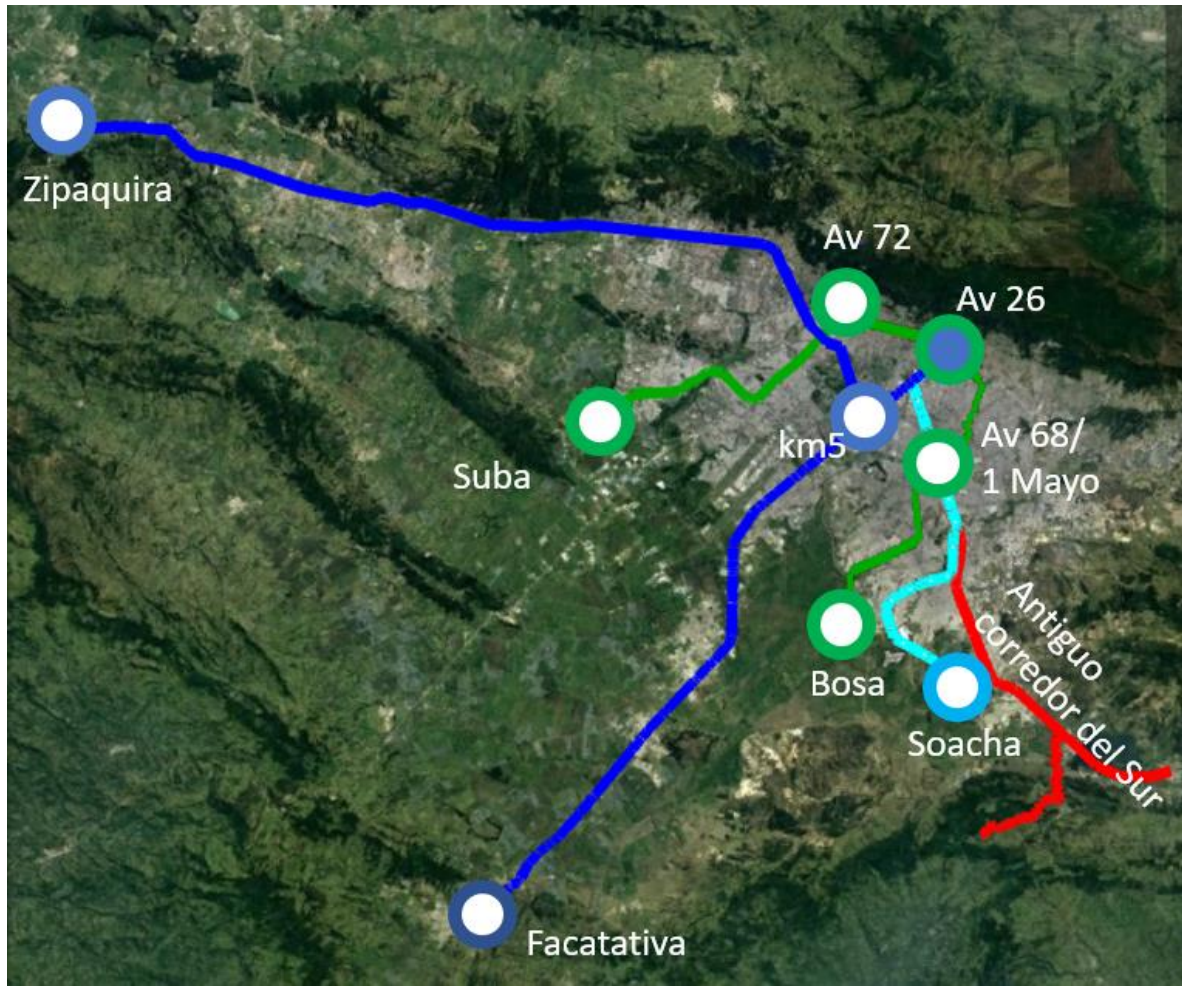 Zipaquira
Av 72
Av 26
km5
Av 68/
1 Mayo
Suba
Antiguo
corredor del Sur
Bosa
Soacha
Facatativa